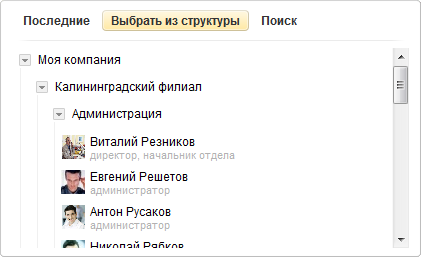 Последние Выбрать из структуры Поиск
Моя компания
Калининградский филиал
Администрация
Виталий Резников
директор, начальник отдела
Евгений Решетов
администратор
Антон Русаков
администратор
Николай Рябков